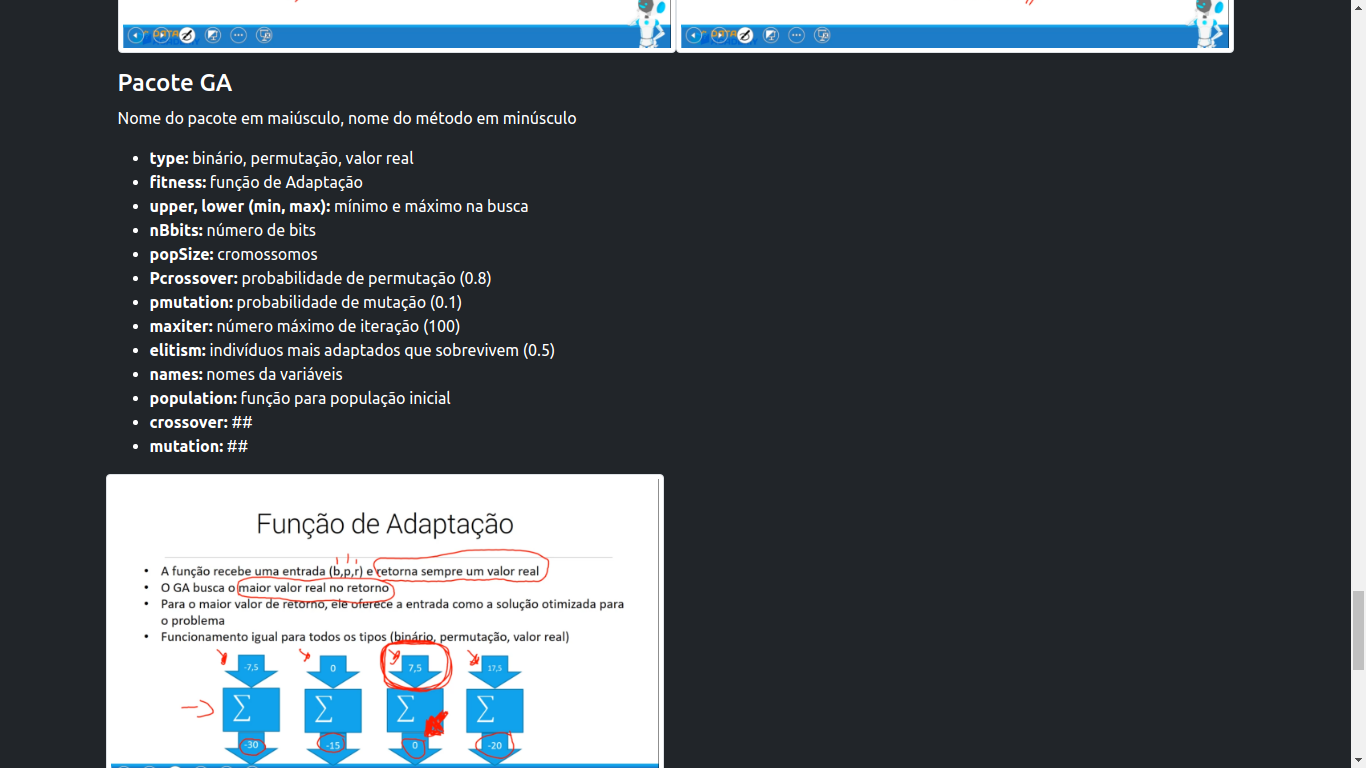 Pacote GA
Nome do pacote em maiúsculo, nome do método em minúsculo
type: binário, permutação, valor real
fitness: função de Adaptação
upper, lower (min, max): mínimo e máximo na busca
nBbits: número de bits
popSize: cromossomos
Pcrossover: probabilidade de permutação (0.8)
pmutation: probabilidade de mutação (0.1)
maxiter: número máximo de iteração (100)
elitism: indivíduos mais adaptados que sobrevivem (0.5)
names: nomes da variáveis
population: função para população inicial
crossover: ##
mutation: ##
Função de Adaptação
A função recebe uma entrada (b,p,r) e retorna sempre um valor real
O GA busca o maior valor real no retorno
Para o maior valor de retorno, ele oferece a entrada como a solução otimizada para
o problema
Funcionamento igual para todos os tipos (binário, permutação, valor real)
-7,5 0 7,5 17,5
∑ ∑ ∑ ∑
-30 -15 0 -20